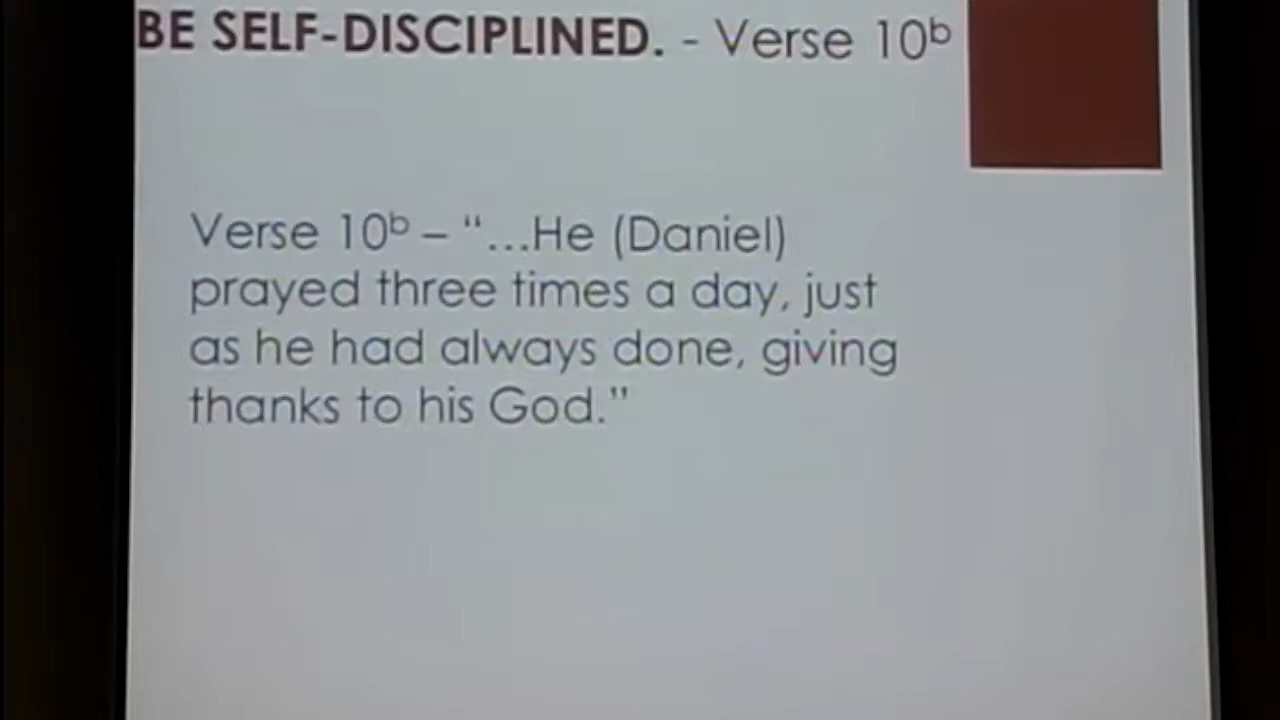 BE SELF-DISCIPLINED. - Verse 10ᵇ
Verse 10ᵇ – “…He (Daniel)
prayed three times a day, just
as he had always done, giving
thanks to his God.”